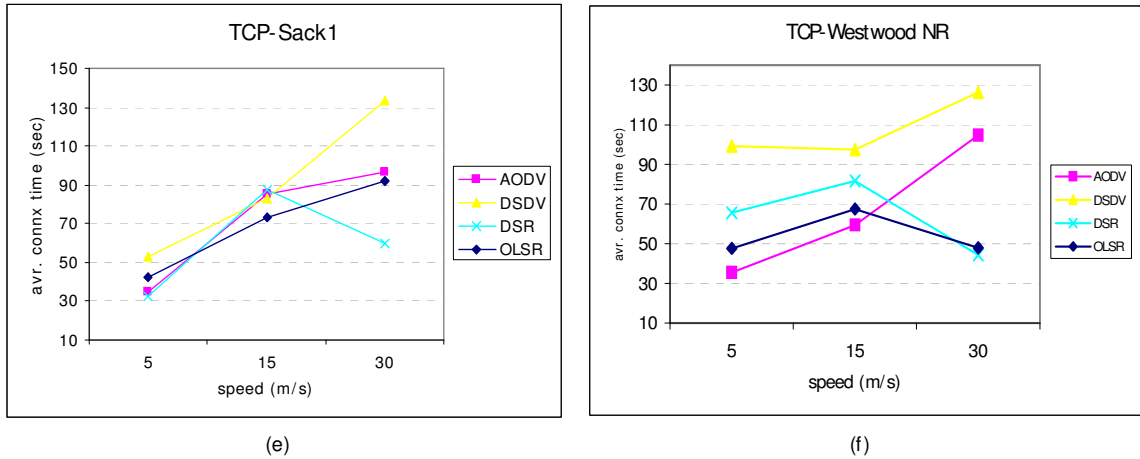 TCP-Sack1
150
130
110
90
70
50
30
10
avr. connx time (sec)
5 15 30
speed (m/s)
AODV
DSDV
DSR
OLSR
(e)
TCP-Westwood NR
130
110
90
70
50
30
10
avr. connx time (sec)
5 15 30
speed (m/s)
AODV
DSDV
DSR
OLSR
(f)